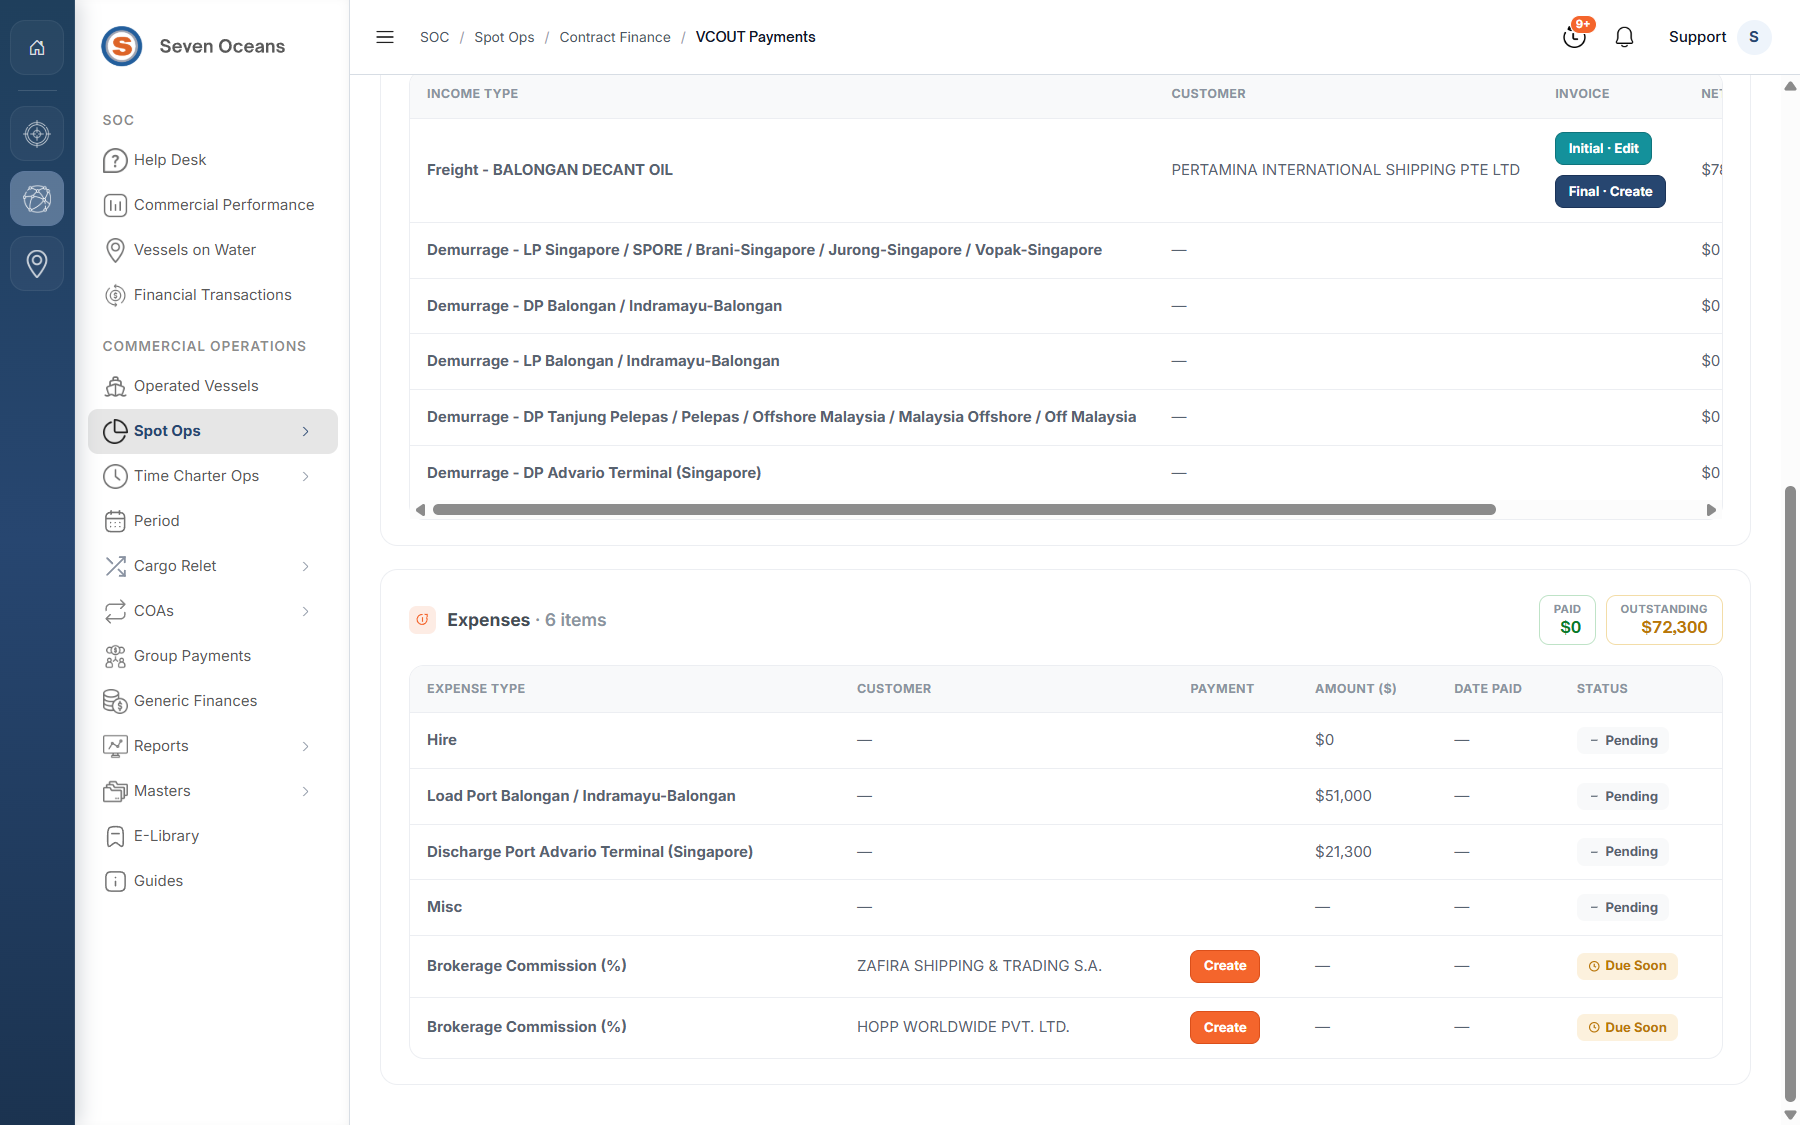 Seven Oceans
SOC / Spot Ops / Contract Finance / VCOUT Payments
9+
Support S
SOC
Help Desk
Commercial Performance
Vessels on Water
Financial Transactions
COMMERCIAL OPERATIONS
Operated Vessels
Spot Ops
Time Charter Ops
Period
Cargo Relet
COAs
Group Payments
Generic Finances
Reports
Masters
E-Library
Guides
INCOME TYPE CUSTOMER INVOICE NET
Freight - BALONGAN DECANT OIL PERTAMINA INTERNATIONAL SHIPPING PTE LTD Initial · Edit Final · Create $78
Demurrage - LP Singapore / SPORE / Brani-Singapore / Jurong-Singapore / Vopak-Singapore — $0
Demurrage - DP Balongan / Indramayu-Balongan — $0
Demurrage - LP Balongan / Indramayu-Balongan — $0
Demurrage - DP Tanjung Pelepas / Pelepas / Offshore Malaysia / Malaysia Offshore / Off Malaysia — $0
Demurrage - DP Advario Terminal (Singapore) — $0
Expenses · 6 items
PAID
$0
OUTSTANDING
$72,300
EXPENSE TYPE CUSTOMER PAYMENT AMOUNT ($) DATE PAID STATUS
Hire — $0 — – Pending
Load Port Balongan / Indramayu-Balongan — $51,000 — – Pending
Discharge Port Advario Terminal (Singapore) — $21,300 — – Pending
Misc — — — – Pending
Brokerage Commission (%) ZAFIRA SHIPPING & TRADING S.A. Create — — Due Soon
Brokerage Commission (%) HOPP WORLDWIDE PVT. LTD. Create — — Due Soon